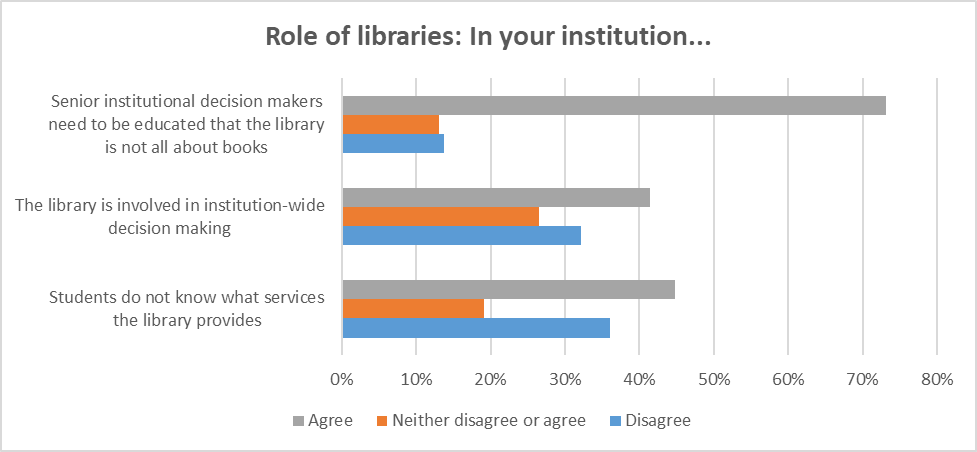 Role of libraries: In your institution...
Senior institutional decision makers
need to be educated that the library
is not all about books
The library is involved in institution-wide
decision making
Students do not know what services
the library provides
0% 10% 20% 30% 40% 50% 60% 70% 80%
Agree Neither disagree or agree Disagree